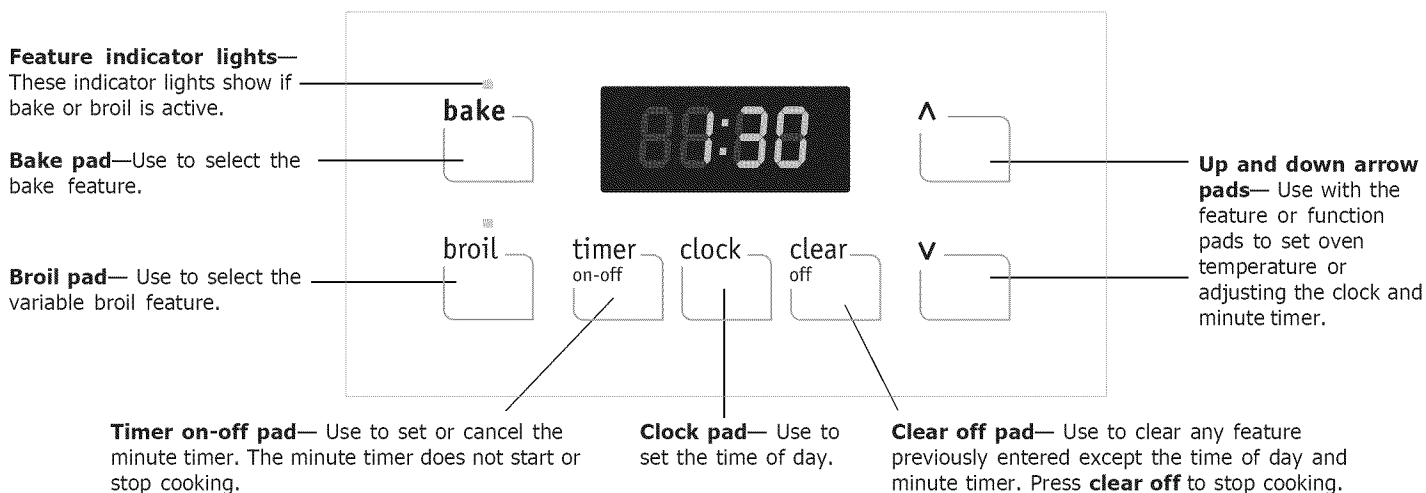 Feature indicator lights—
These indicator lights show if
bake or broil is active.
Bake pad—Use to select the
bake feature.
Broil pad— Use to select the
variable broil feature.
bake
1:30
^
broil
timer
on-off
clock
clear
off
v
Up and down arrow
pads— Use with the
feature or function
pads to set oven
temperature or
adjusting the clock and
minute timer.
Timer on-off pad— Use to set or cancel the
minute timer. The minute timer does not start or
stop cooking.
Clock pad— Use to
set the time of day.
Clear off pad— Use to clear any feature
previously entered except the time of day and
minute timer. Press clear off to stop cooking.